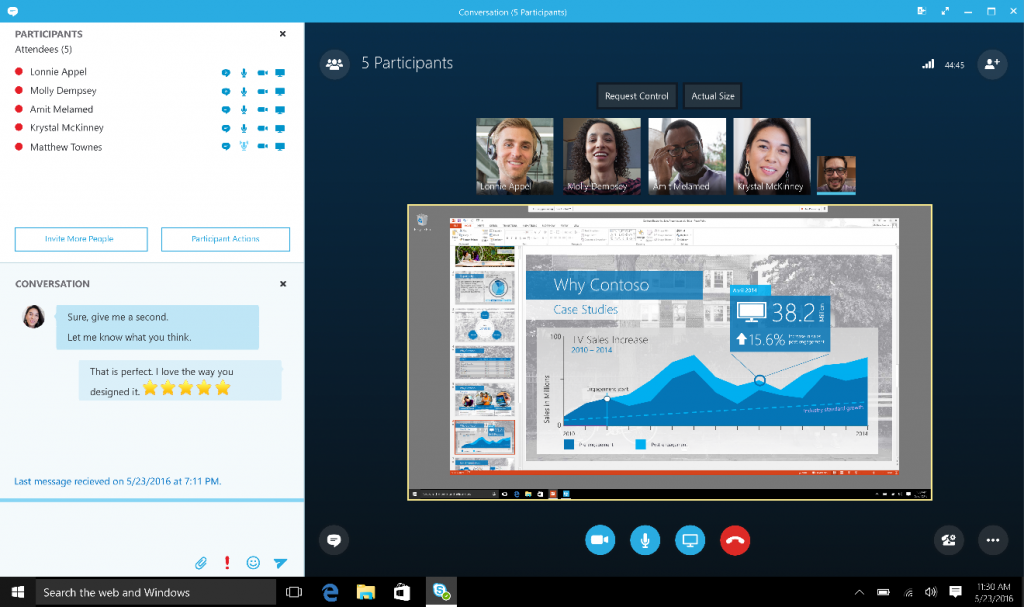 Conversation (5 Participants)
PARTICIPANTS
Attendees (5)
Lonnie Appel
Molly Dempsey
Amit Melamed
Krystal McKinney
Matthew Townes
Invite More People
Participant Actions
CONVERSATION
Sure, give me a second.
Let me know what you think.
That is perfect. I love the way you
designed it.
Last message recieved on 5/23/2016 at 7:11 PM.
5 Participants
44:45
Request Control
Actual Size
Lonnie Appel
Molly Dempsey
Amit Melamed
Krystal McKinney
Why Contoso
Case Studies
April 2014
38.2
Million
15.6%
TV Sales Increase
2010 – 2014
100
Sales in Millions
0
Engagement start
Industry standard growth
2010
2014
Search the web and Windows
11:30 AM
5/23/2016